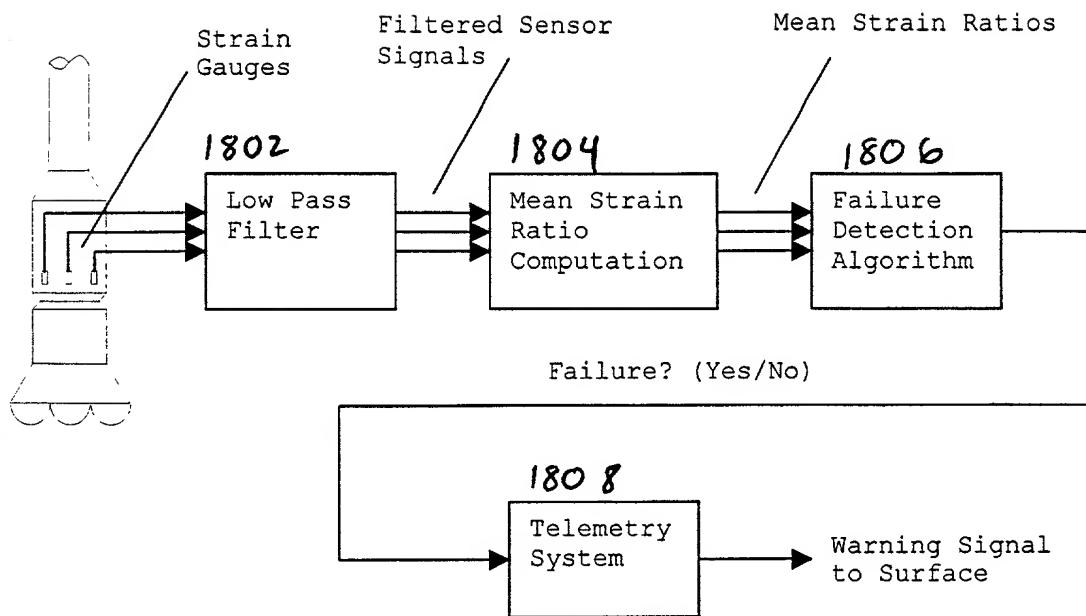 Strain
Gauges
Filtered Sensor
Signals
Mean Strain Ratios
1802
Low Pass
Filter
1804
Mean Strain
Ratio
Computation
1806
Failure
Detection
Algorithm
Failure? (Yes/No)
1808
Telemetry
System
Warning Signal
to Surface